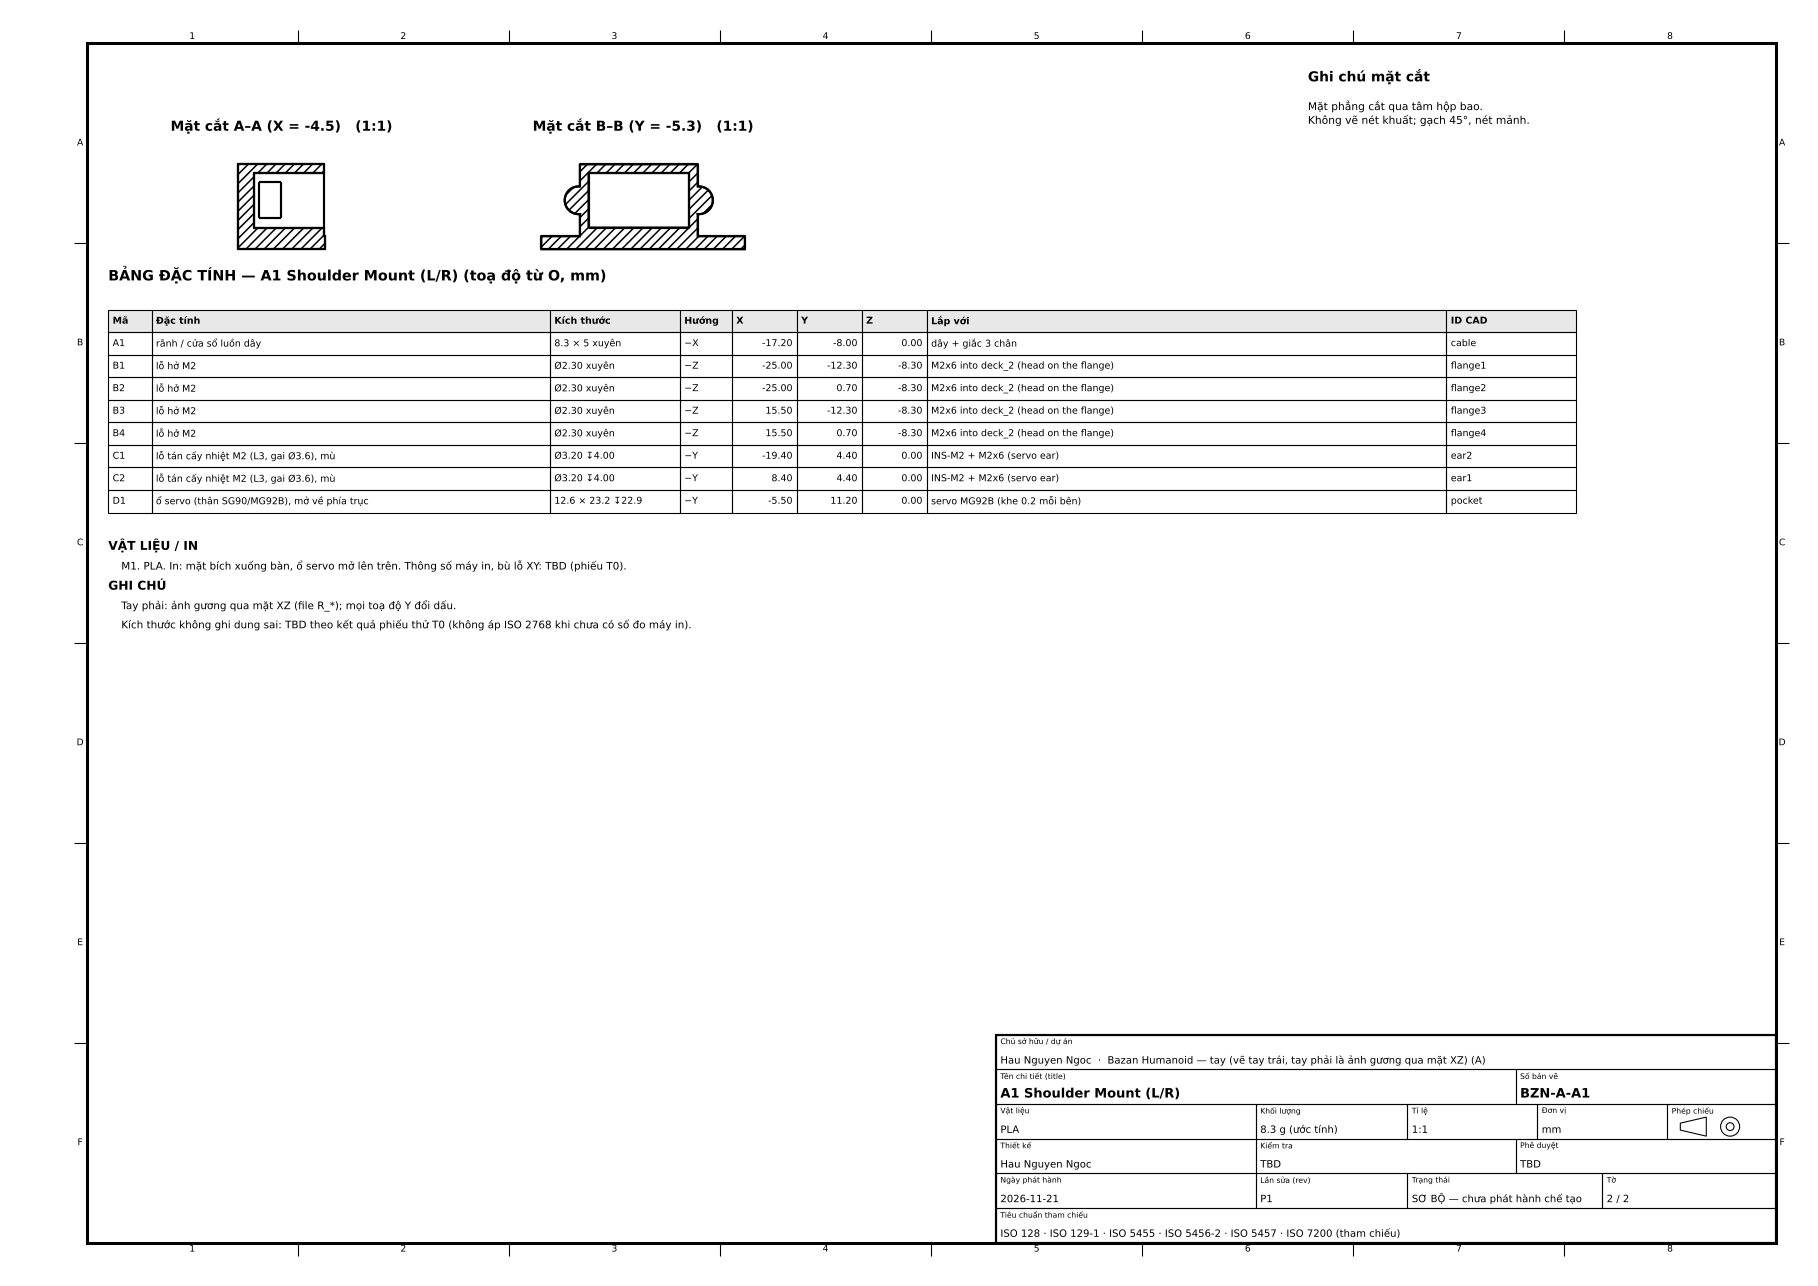 1 2 3 4 5 6 7 8
Ghi chú mặt cắt
Mặt phẳng cắt qua tâm hộp bao.
Không vẽ nét khuất; gạch 45°, nét mảnh.
Mặt cắt A–A (X = -4.5) (1:1)
Mặt cắt B–B (Y = -5.3) (1:1)
A A
BẢNG ĐẶC TÍNH — A1 Shoulder Mount (L/R) (toạ độ từ O, mm)
Mã Đặc tính Kích thước Hướng X Y Z Lắp với ID CAD
A1 rãnh / cửa sổ luồn dây 8.3 × 5 xuyên −X -17.20 -8.00 0.00 dây + giắc 3 chân cable
B B
B1 lỗ hở M2 Ø2.30 xuyên −Z -25.00 -12.30 -8.30 M2x6 into deck_2 (head on the flange) flange1
B2 lỗ hở M2 Ø2.30 xuyên −Z -25.00 0.70 -8.30 M2x6 into deck_2 (head on the flange) flange2
B3 lỗ hở M2 Ø2.30 xuyên −Z 15.50 -12.30 -8.30 M2x6 into deck_2 (head on the flange) flange3
B4 lỗ hở M2 Ø2.30 xuyên −Z 15.50 0.70 -8.30 M2x6 into deck_2 (head on the flange) flange4
C1 lỗ tán cấy nhiệt M2 (L3, gai Ø3.6), mù Ø3.20 ↧4.00 −Y -19.40 4.40 0.00 INS-M2 + M2x6 (servo ear) ear2
C2 lỗ tán cấy nhiệt M2 (L3, gai Ø3.6), mù Ø3.20 ↧4.00 −Y 8.40 4.40 0.00 INS-M2 + M2x6 (servo ear) ear1
D1 ổ servo (thân SG90/MG92B), mở về phía trục 12.6 × 23.2 ↧22.9 −Y -5.50 11.20 0.00 servo MG92B (khe 0.2 mỗi bên) pocket
C C
VẬT LIỆU / IN
M1. PLA. In: mặt bích xuống bàn, ổ servo mở lên trên. Thông số máy in, bù lỗ XY: TBD (phiếu T0).
GHI CHÚ
Tay phải: ảnh gương qua mặt XZ (file R_*); mọi toạ độ Y đổi dấu.
Kích thước không ghi dung sai: TBD theo kết quả phiếu thử T0 (không áp ISO 2768 khi chưa có số đo máy in).
D D
E E
Chủ sở hữu / dự án
Hau Nguyen Ngoc · Bazan Humanoid — tay (vẽ tay trái, tay phải là ảnh gương qua mặt XZ) (A)
Tên chi tiết (title) Số bản vẽ
A1 Shoulder Mount (L/R) BZN-A-A1
Vật liệu Khối lượng Tỉ lệ Đơn vị Phép chiếu
PLA 8.3 g (ước tính) 1:1 mm
F F
Thiết kế Kiểm tra Phê duyệt
Hau Nguyen Ngoc TBD TBD
Ngày phát hành Lần sửa (rev) Trạng thái Tờ
2026-11-21 P1 SƠ BỘ — chưa phát hành chế tạo 2 / 2
Tiêu chuẩn tham chiếu
ISO 128 · ISO 129-1 · ISO 5455 · ISO 5456-2 · ISO 5457 · ISO 7200 (tham chiếu)
1 2 3 4 5 6 7 8